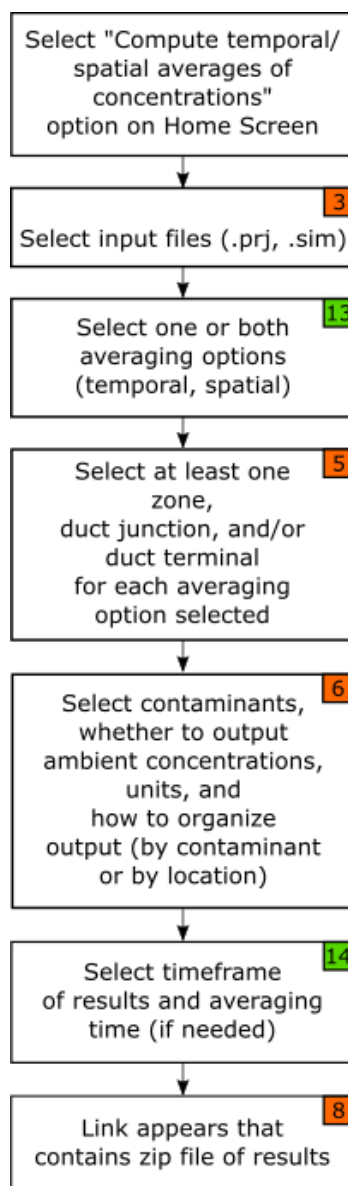 Select "Compute temporal/
spatial averages of
concentrations"
option on Home Screen
3
Select input files (.prj, .sim)
13
Select one or both
averaging options
(temporal, spatial)
5
Select at least one
zone,
duct junction, and/or
duct terminal
for each averaging
option selected
6
Select contaminants,
whether to output
ambient concentrations,
units, and
how to organize
output (by contaminant
or by location)
14
Select timeframe
of results and averaging
time (if needed)
8
Link appears that
contains zip file of results